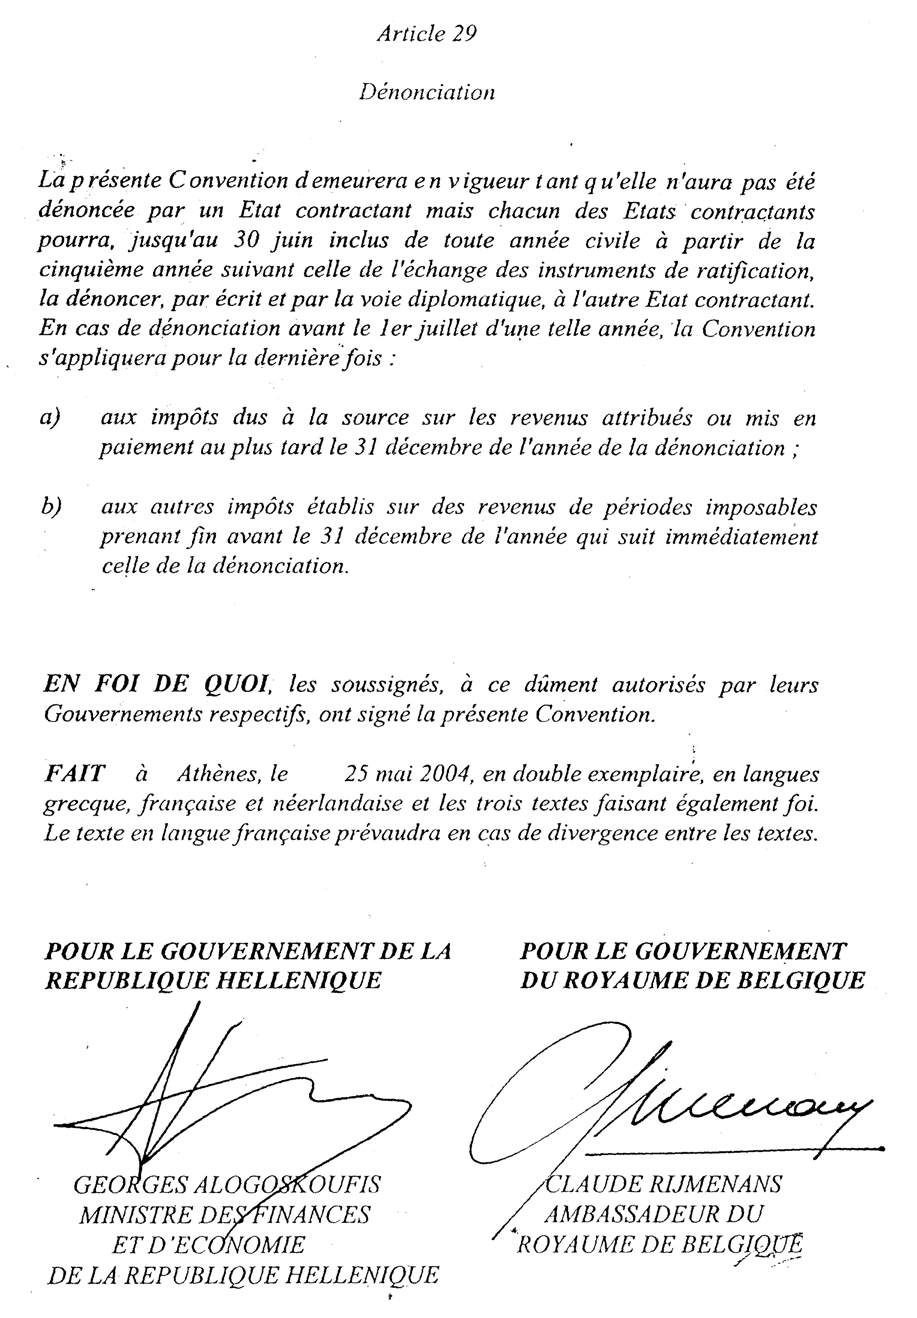 Article 29
Dénonciation
La présente Convention demeurera en vigueur tant qu'elle n'aura pas été
dénoncée par un Etat contractant mais chacun des Etats contractants
pourra, jusqu'au 30 juin inclus de toute année civile à partir de la
cinquième année suivant celle de l'échange des instruments de ratification,
la dénoncer, par écrit et par la voie diplomatique, à l'autre Etat contractant.
En cas de dénonciation avant le 1er juillet d'une telle année, la Convention
s'appliquera pour la dernière fois :
a) aux impôts dus à la source sur les revenus attribués ou mis en
paiement au plus tard le 31 décembre de l'année de la dénonciation ;
b) aux autres impôts établis sur des revenus de périodes imposables
prenant fin avant le 31 décembre de l'année qui suit immédiatement
celle de la dénonciation.
EN FOI DE QUOI, les soussignés, à ce dûment autorisés par leurs
Gouvernements respectifs, ont signé la présente Convention.
FAIT à Athènes, le 25 mai 2004, en double exemplaire, en langues
grecque, française et néerlandaise et les trois textes faisant également foi.
Le texte en langue française prévaudra en cas de divergence entre les textes.
POUR LE GOUVERNEMENT DE LA
REPUBLIQUE HELLENIQUE
GEORGES ALOGOSKOUFIS
MINISTRE DES FINANCES
ET D'ECONOMIE
DE LA REPUBLIQUE HELLENIQUE
POUR LE GOUVERNEMENT
DU ROYAUME DE BELGIQUE
CLAUDE RIJMENANS
AMBASSADEUR DU
ROYAUME DE BELGIQUE